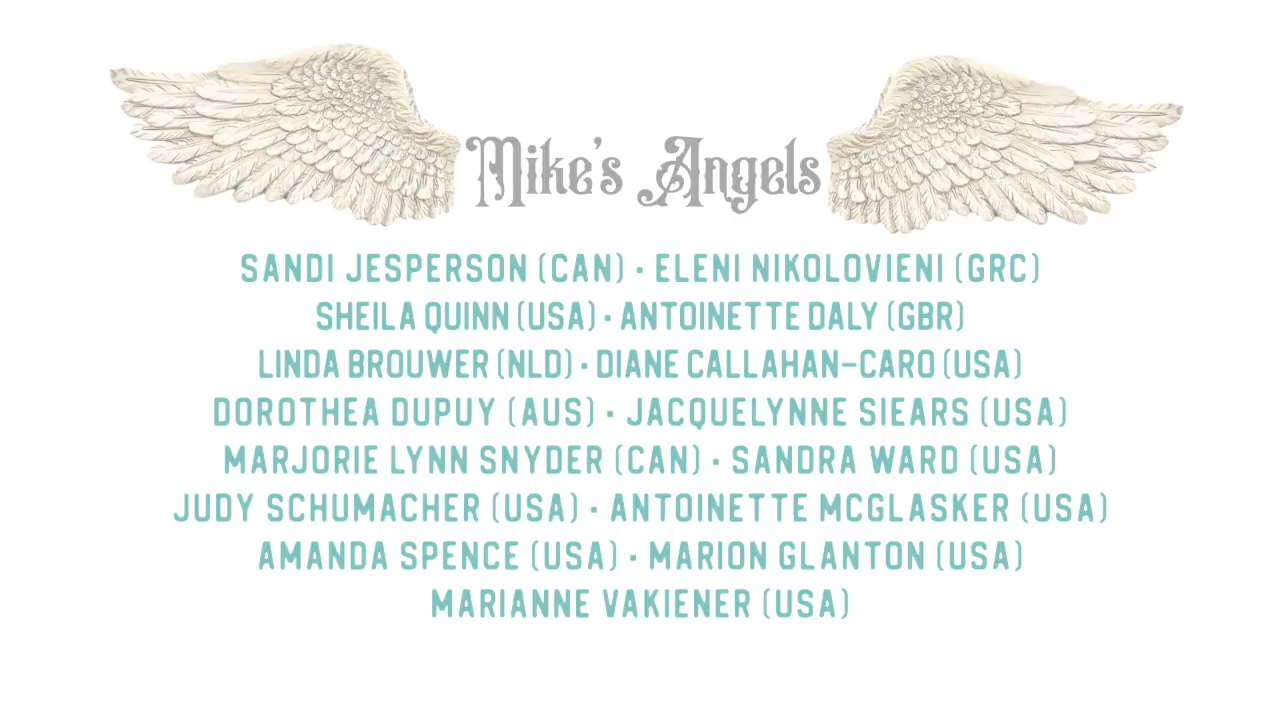 Mike's Angels
SANDI JESPERSON (CAN) • ELENI NIKOLOVIENI (GRC)
SHEILA QUINN (USA) • ANTOINETTE DALY (GBR)
LINDA BROUWER (NLD) • DIANE CALLAHAN-CARO (USA)
DOROTHEA DUPUY (AUS) • JACQUELYNNE SIEARS (USA)
MARJORIE LYNN SNYDER (CAN) • SANDRA WARD (USA)
JUDY SCHUMACHER (USA) • ANTOINETTE MCGLASKER (USA)
AMANDA SPENCE (USA) • MARION GLANTON (USA)
MARIANNE VAKIENER (USA)